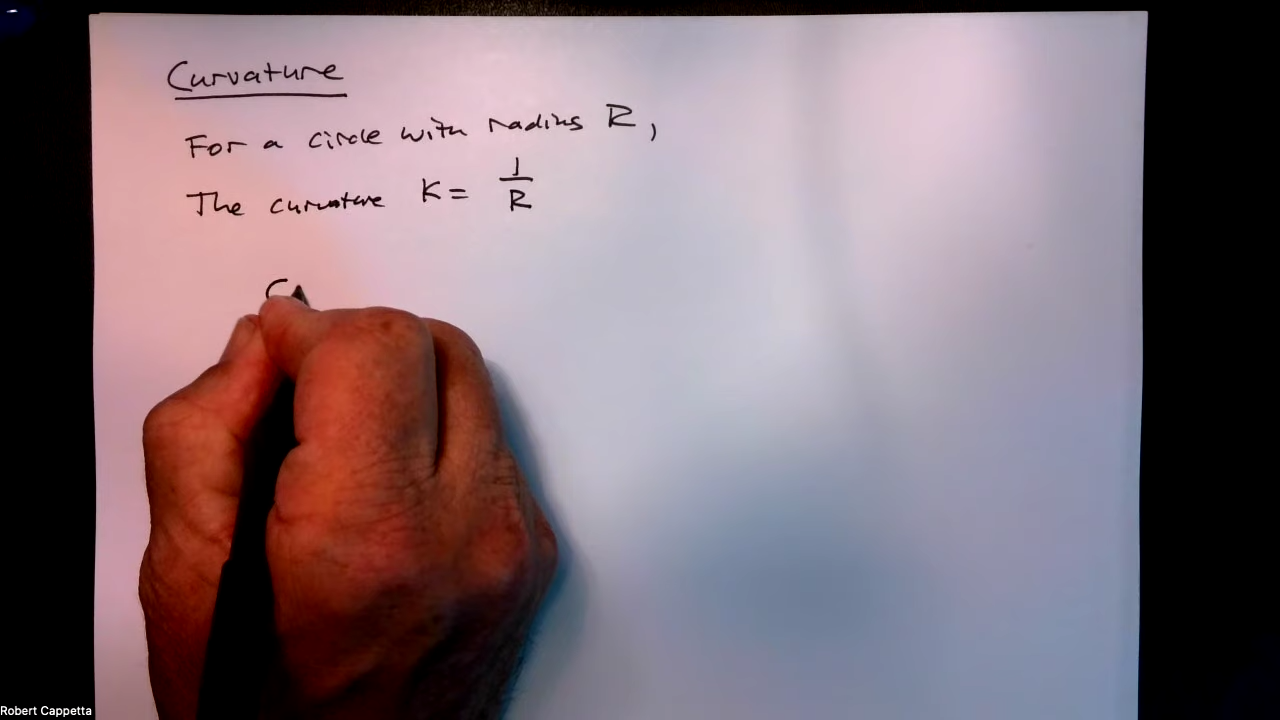 Curvature
For a circle with radius R,
The curvature K = 1/R
Robert Cappetta